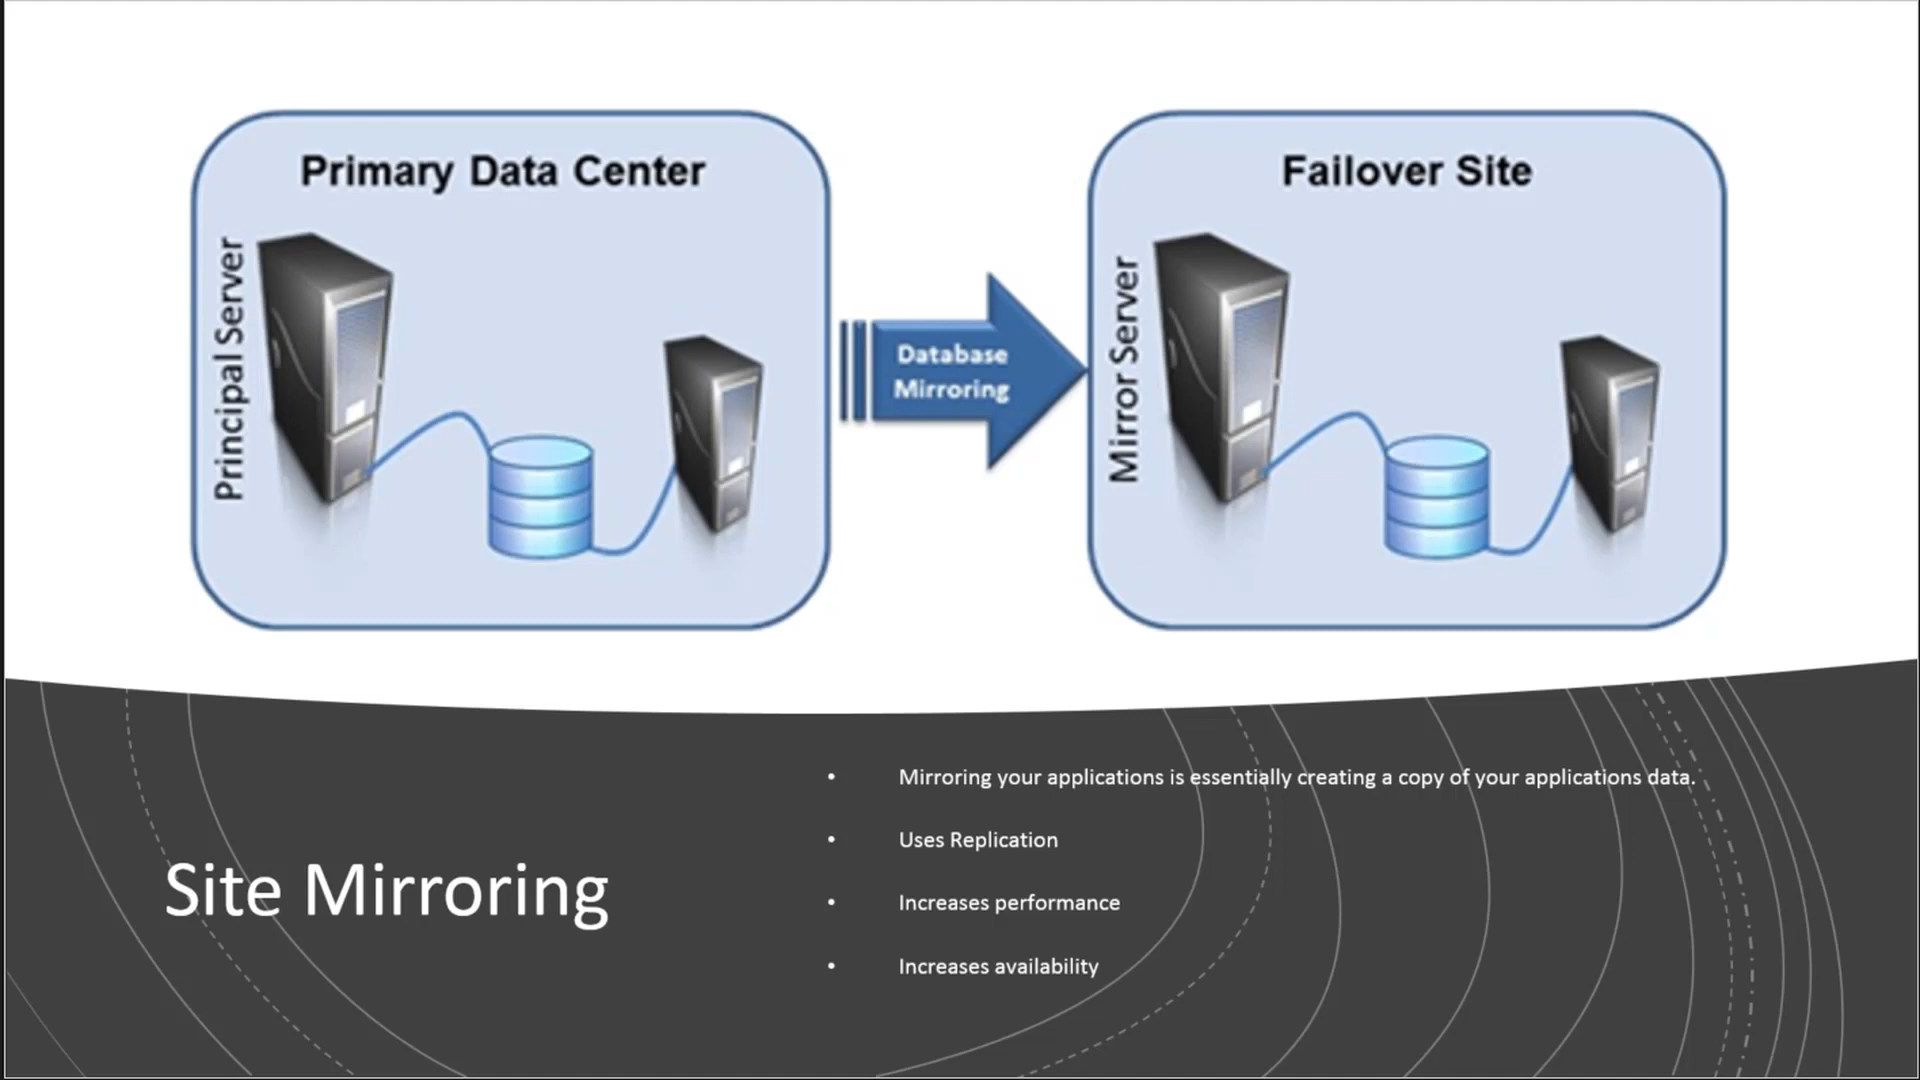 Primary Data Center
Principal Server
Database
Mirroring
Failover Site
Mirror Server
Site Mirroring
• Mirroring your applications is essentially creating a copy of your applications data.
• Uses Replication
• Increases performance
• Increases availability